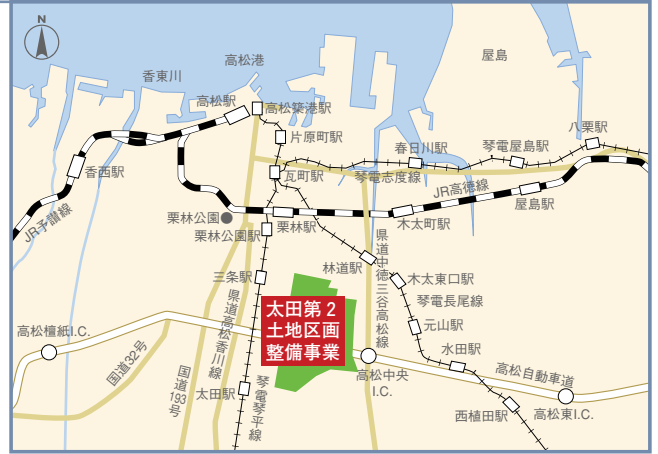 N
高松港
屋島
香東川
高松駅
高松築港駅
片原町駅
春日川駅
琴電屋島駅
八栗駅
香西駅
瓦町駅
琴電志度線
JR高徳線
屋島駅
JR予讃線
栗林公園
栗林公園駅
栗林駅
木太町駅
県道中徳三谷高松線
林道駅
三条駅
木太東口駅
琴電長尾線
県道高松香川線
太田第2
土地区画
整備事業
元山駅
高松檀紙I.C.
水田駅
国道32号
高松中央
I.C.
高松自動車道
国道
193
号
太田駅
琴電琴平線
西植田駅
高松東I.C.